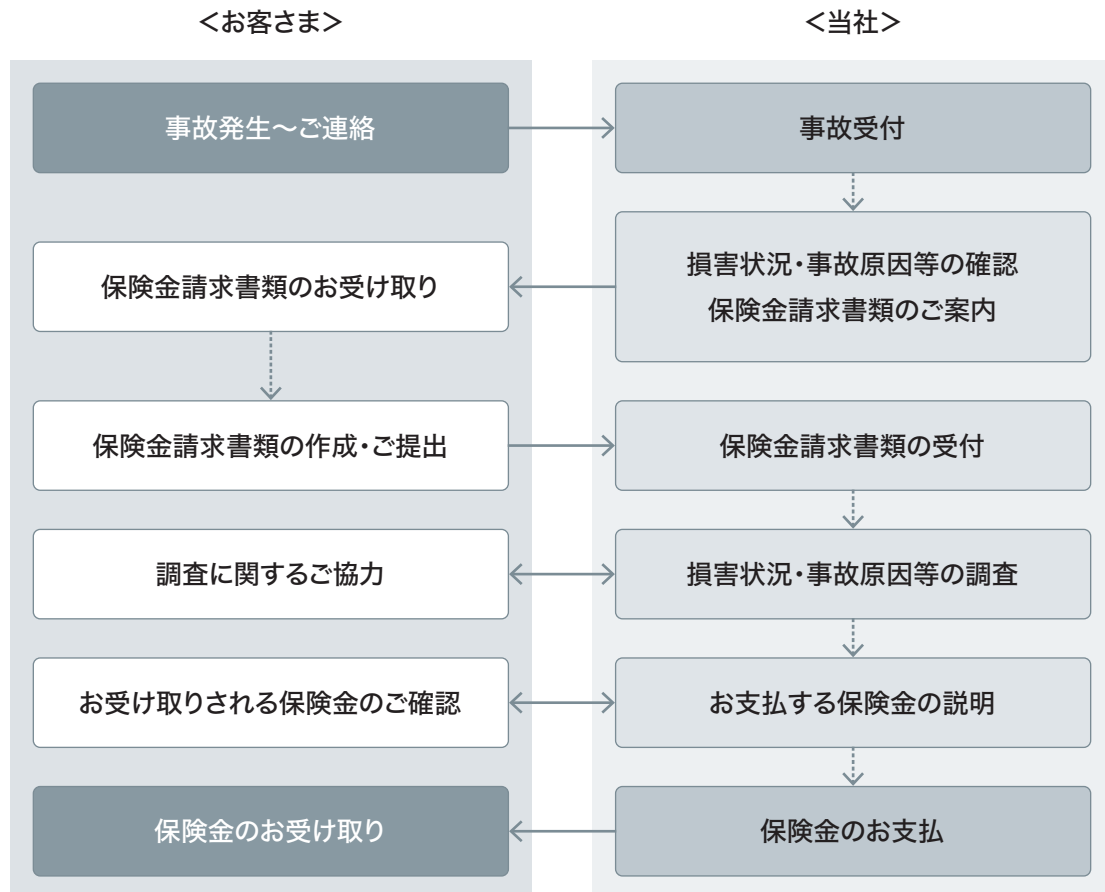 ＜お客さま＞
＜当社＞
事故発生～ご連絡
事故受付
損害状況・事故原因等の確認
保険金請求書類のご案内
保険金請求書類のお受け取り
保険金請求書類の作成・ご提出
保険金請求書類の受付
調査に関するご協力
損害状況・事故原因等の調査
お受け取りされる保険金のご確認
お支払する保険金の説明
保険金のお受け取り
保険金のお支払